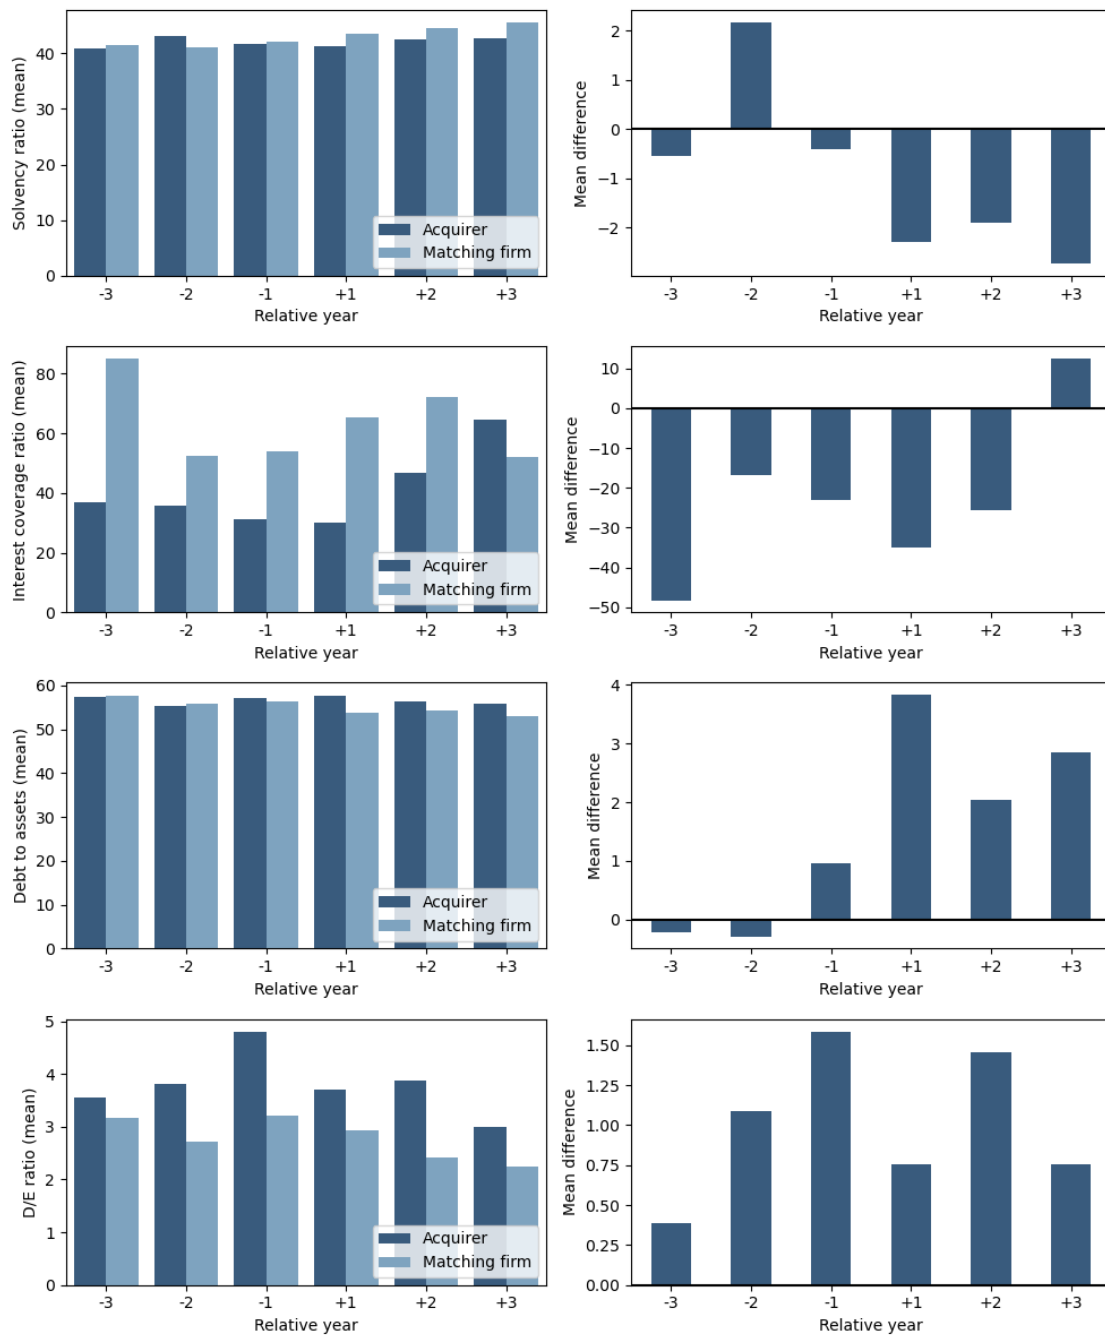 Solvency ratio (mean)
40
30
20
10
0
Acquirer
Matching firm
-3 -2 -1 +1 +2 +3
Relative year
Mean difference
2
1
0
−1
−2
-3 -2 -1 +1 +2 +3
Relative year
Interest coverage ratio (mean)
80
60
40
20
0
Acquirer
Matching firm
-3 -2 -1 +1 +2 +3
Relative year
Mean difference
10
0
−10
−20
−30
−40
−50
-3 -2 -1 +1 +2 +3
Relative year
Debt to assets (mean)
60
50
40
30
20
10
0
Acquirer
Matching firm
-3 -2 -1 +1 +2 +3
Relative year
Mean difference
4
3
2
1
0
-3 -2 -1 +1 +2 +3
Relative year
D/E ratio (mean)
5
4
3
2
1
0
Acquirer
Matching firm
-3 -2 -1 +1 +2 +3
Relative year
Mean difference
1.50
1.25
1.00
0.75
0.50
0.25
0.00
-3 -2 -1 +1 +2 +3
Relative year